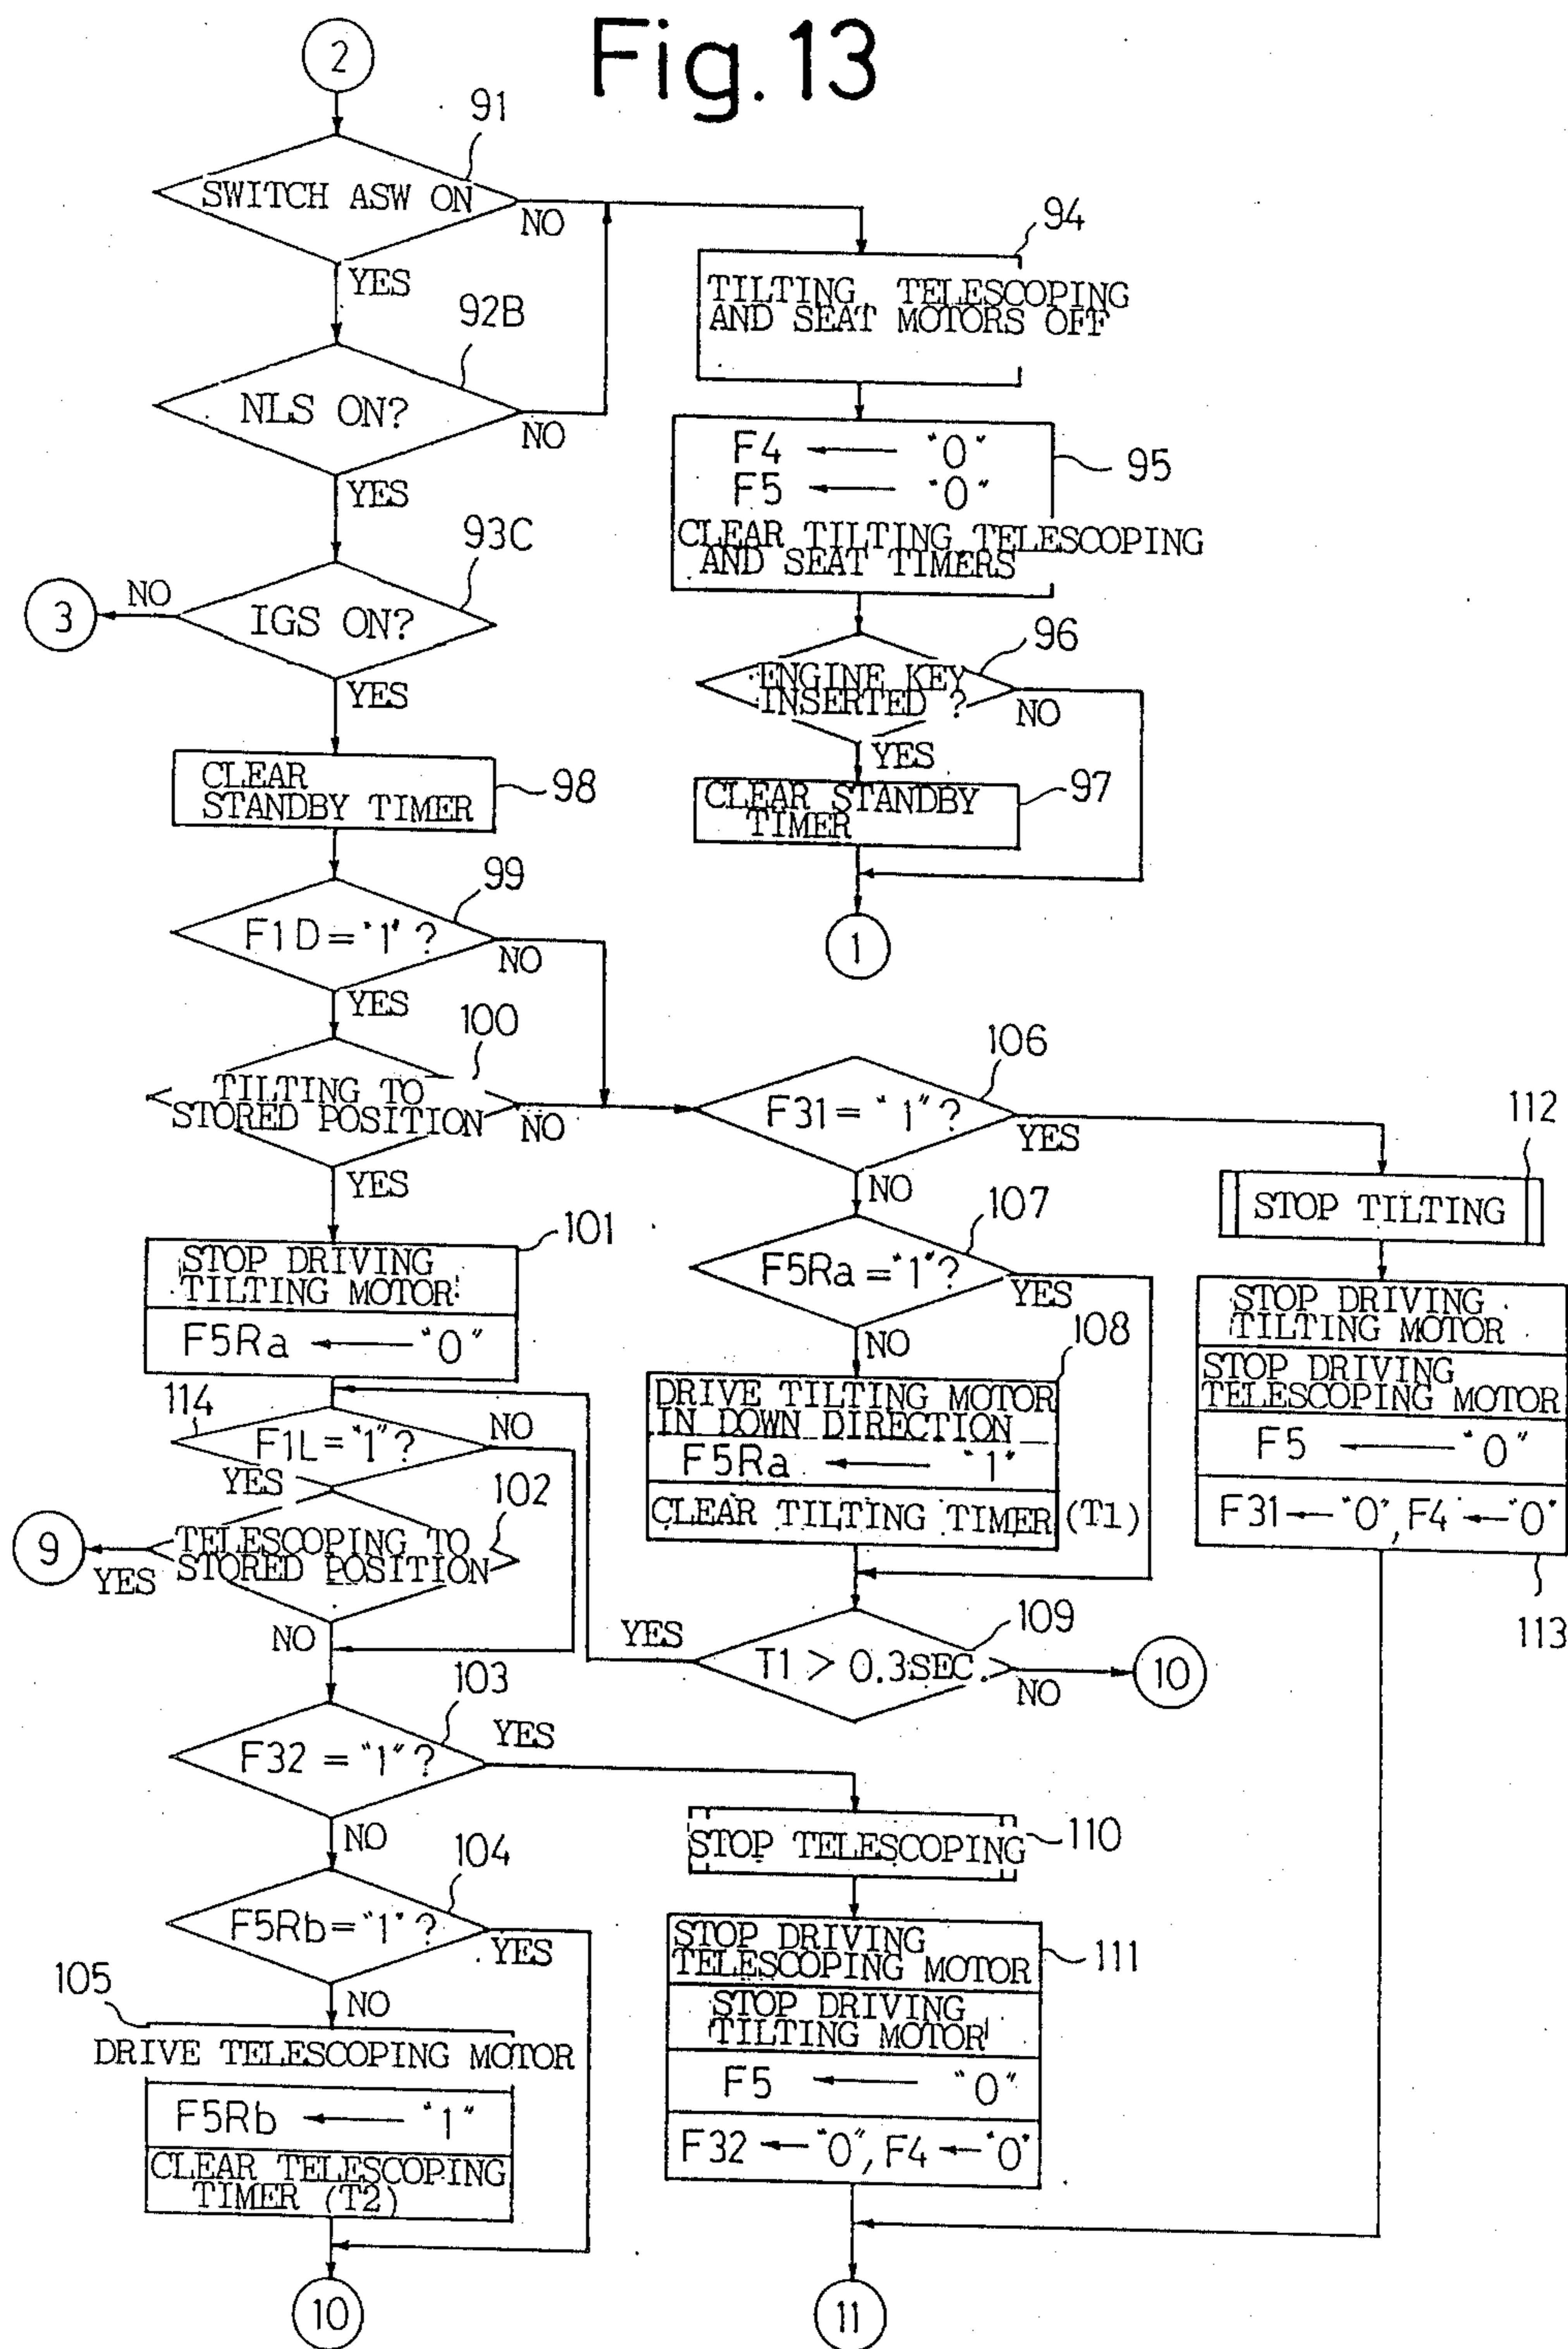 Fig. 13
2
91
SWITCH ASW ON
NO
YES
92B
NLS ON?
NO
YES
93C
NO
3
IGS ON?
YES
CLEAR
STANDBY TIMER
98
99
F1D = "1" ?
NO
YES
100
TILTING TO
STORED POSITION
NO
YES
101
STOP DRIVING
TILTING MOTOR
F5Ra ← "0"
114
F1L = "1" ?
NO
YES
102
9
YES
TELESCOPING TO
STORED POSITION
NO
103
F32 = "1" ?
YES
NO
104
F5Rb = "1" ?
YES
NO
105
DRIVE TELESCOPING MOTOR
F5Rb ← "1"
CLEAR TELESCOPING
TIMER (T2)
10
94
TILTING, TELESCOPING
AND SEAT MOTORS OFF
F4 ← "0"
F5 ← "0"
95
CLEAR TILTING, TELESCOPING
AND SEAT TIMERS
96
ENGINE KEY
INSERTED ?
NO
YES
CLEAR STANDBY
TIMER
97
1
106
F31 = "1" ?
YES
NO
107
F5Ra = "1" ?
YES
NO
108
DRIVE TILTING MOTOR
IN DOWN DIRECTION
F5Ra ← "1"
CLEAR TILTING TIMER (T1)
109
YES
T1 > 0.3 SEC.
NO
10
STOP TELESCOPING
110
STOP DRIVING
TELESCOPING MOTOR
111
STOP DRIVING
TILTING MOTOR
F5 ← "0"
F32 ← "0", F4 ← "0"
11
112
STOP TILTING
STOP DRIVING
TILTING MOTOR
STOP DRIVING
TELESCOPING MOTOR
F5 ← "0"
F31 ← "0", F4 ← "0"
113